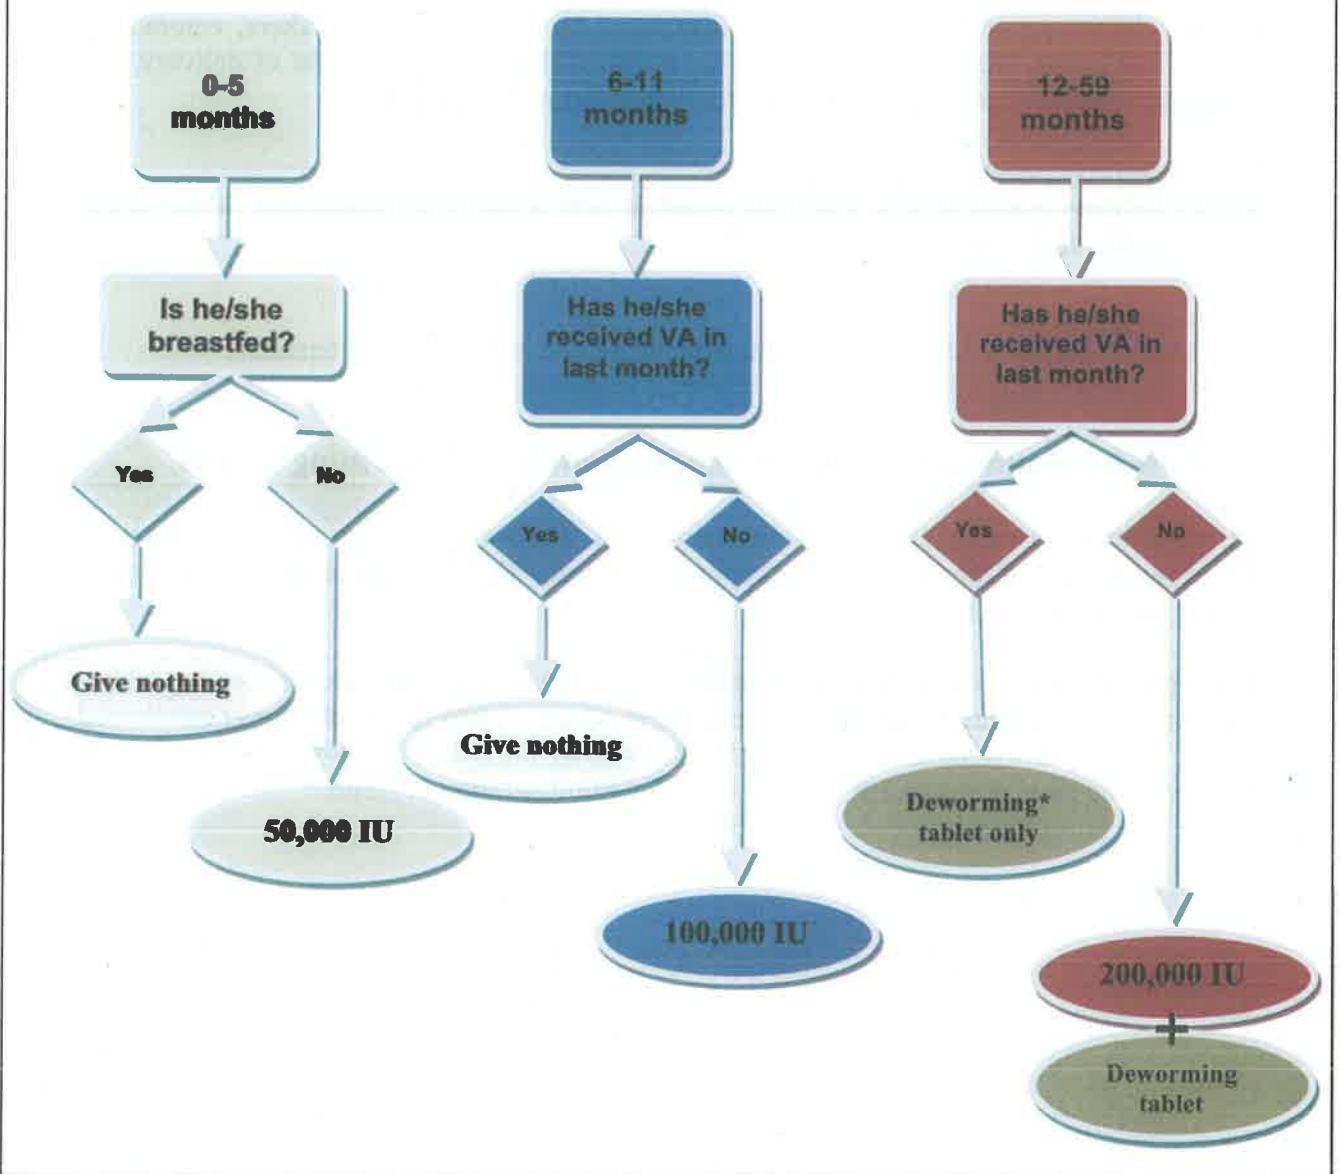 0-5
months
Is he/she
breastfed?
Yes
No
Give nothing
50,000 IU
6-11
months
Has he/she
received VA in
last month?
Yes
No
Give nothing
100,000 IU
12-59
months
Has he/she
received VA in
last month?
Yes
No
Deworming*
tablet only
200,000 IU
+
Deworming
tablet